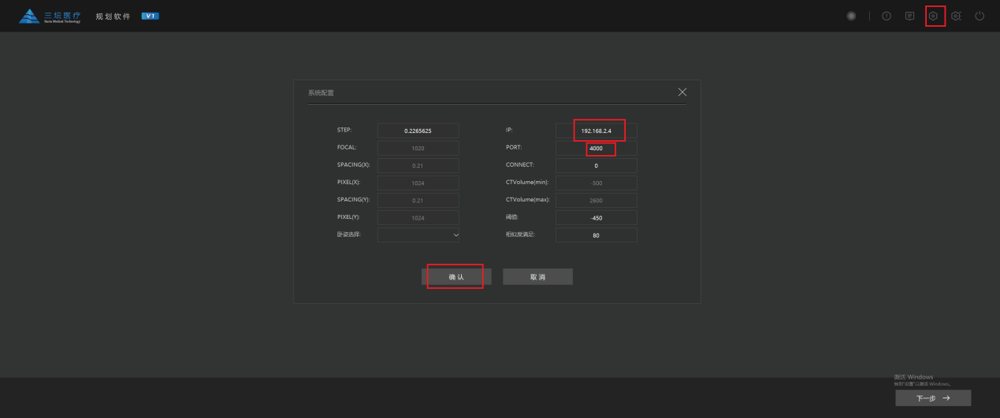 三坛医疗 规划软件 V1
Santa Medical Technology
系统配置
STEP: 0.2265625 IP: 192.168.2.4
FOCAL: 1020 PORT: 4000
SPACING(X): 0.21 CONNECT: 0
PIXEL(X): 1024 CTVolume(min): -500
SPACING(Y): 0.21 CTVolume(max): 2600
PIXEL(Y): 1024 阈值: -450
卧姿选择: 相似度满足: 80
确认 取消
激活 Windows
转到"设置"以激活 Windows。
下一步